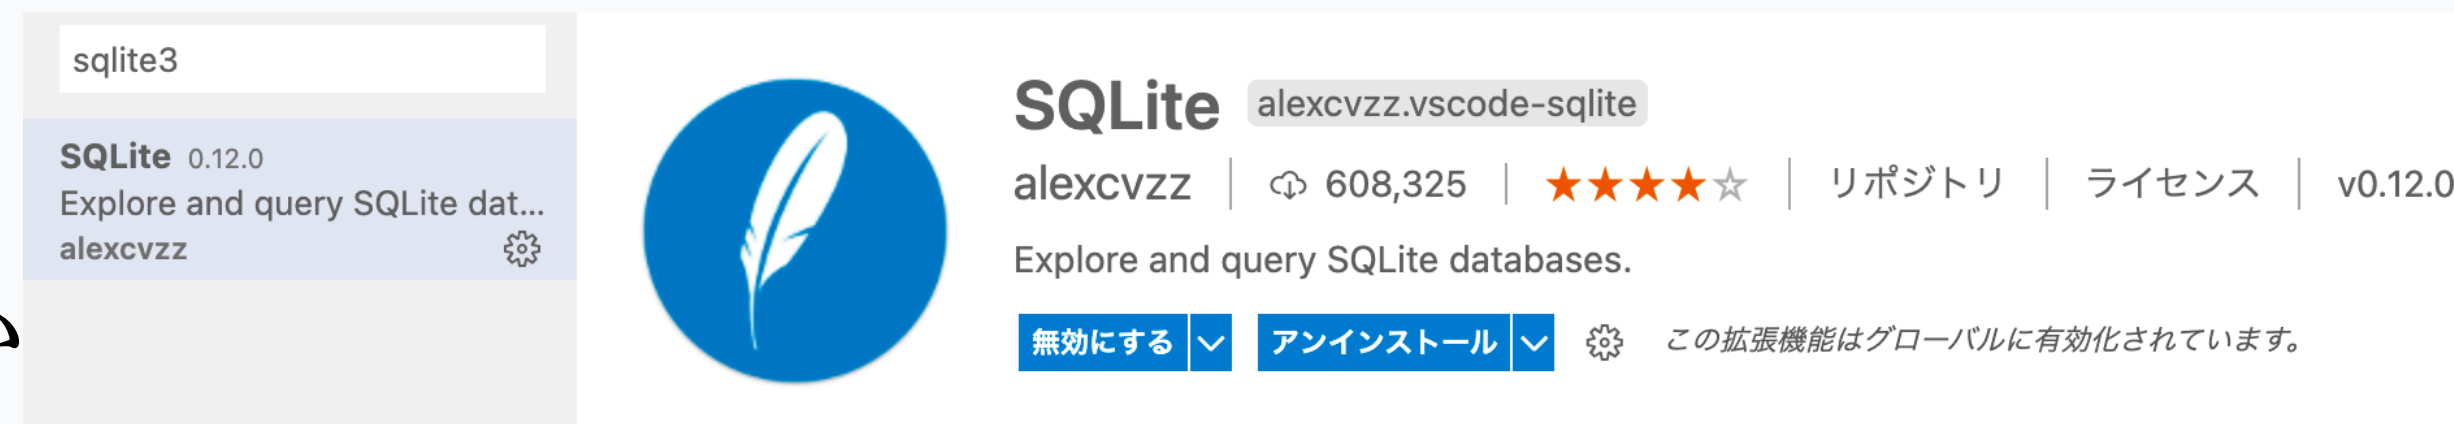 sqlite3
SQLite 0.12.0
Explore and query SQLite dat...
alexcvzz
SQLite alexcvzz.vscode-sqlite
alexcvzz 608,325 リポジトリ ライセンス v0.12.0
Explore and query SQLite databases.
無効にする アンインストール この拡張機能はグローバルに有効化されています。